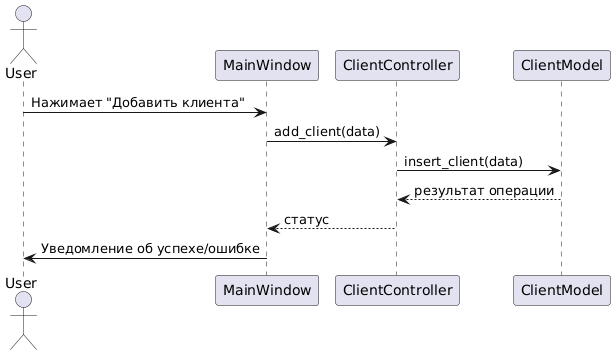 User
MainWindow
ClientController
ClientModel
Нажимает "Добавить клиента"
add_client(data)
insert_client(data)
результат операции
статус
Уведомление об успехе/ошибке
User
MainWindow
ClientController
ClientModel